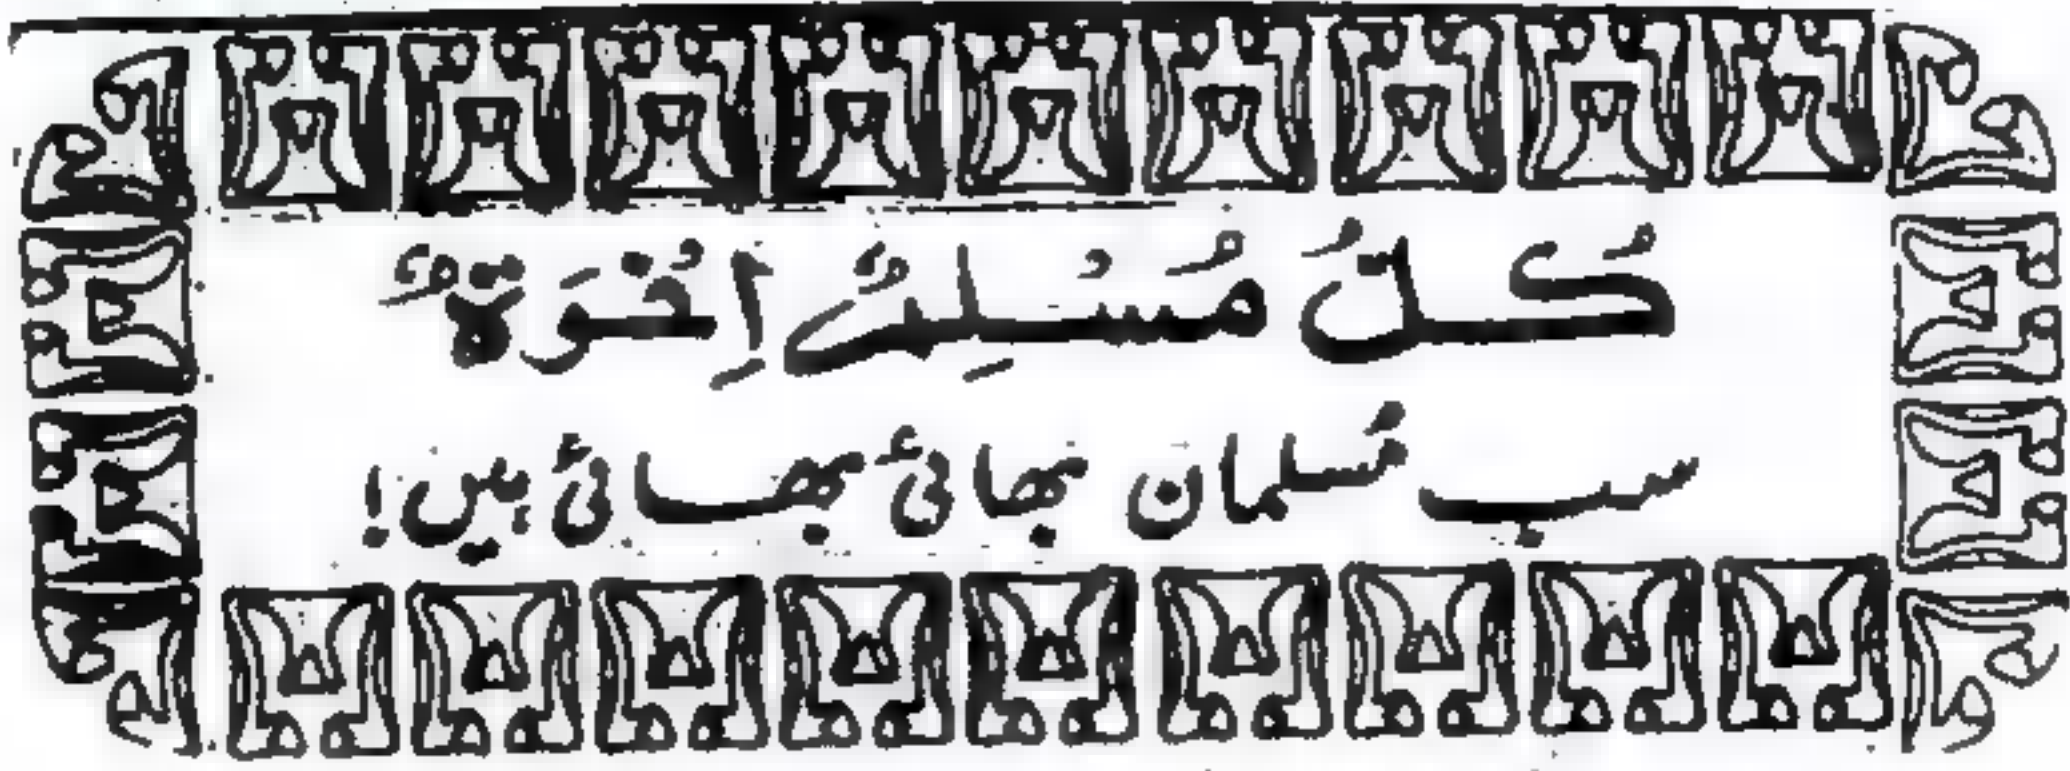 كُلُّ مُسْلِمٌ اِخْوَةٌ
سب مُسلمان بھائی بھائی ہیں!